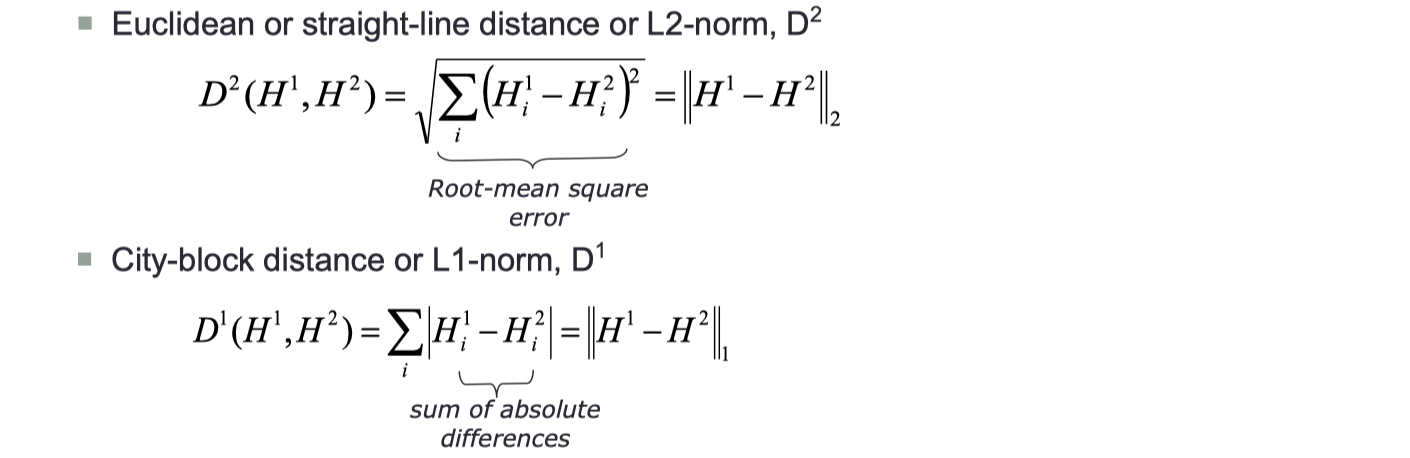 ▪ Euclidean or straight-line distance or L2-norm, D²
D²(H¹,H²) = √∑ᵢ(Hᵢ¹ – Hᵢ²)² = ‖H¹ – H²‖₂
Root-mean square
error
▪ City-block distance or L1-norm, D¹
D¹(H¹,H²) = ∑ᵢ|Hᵢ¹ – Hᵢ²| = ‖H¹ – H²‖₁
sum of absolute
differences